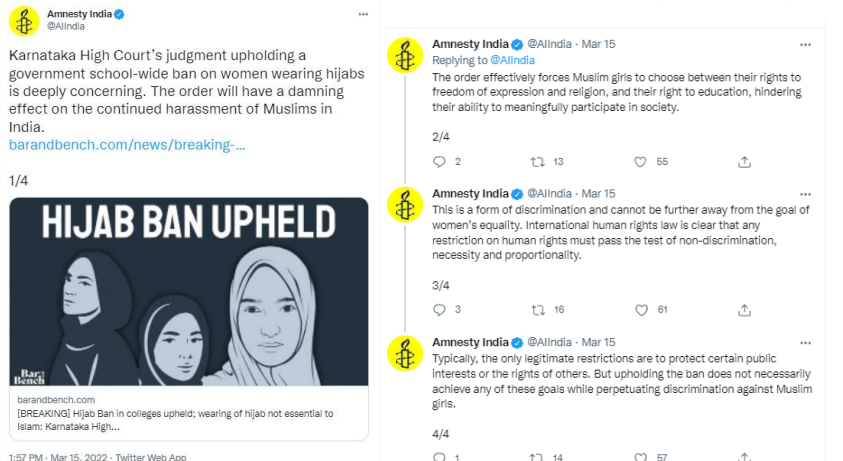 Amnesty India
@AIIndia
Karnataka High Court's judgment upholding a
government school-wide ban on women wearing hijabs
is deeply concerning. The order will have a damning
effect on the continued harassment of Muslims in
India.
barandbench.com/news/breaking-...
1/4
HIJAB BAN UPHELD
Bar &
Bench
barandbench.com
[BREAKING] Hijab Ban in colleges upheld; wearing of hijab not essential to
Islam: Karnataka High...
1:57 PM · Mar 15, 2022 · Twitter Web App
Amnesty India @AIIndia · Mar 15
Replying to @AIIndia
The order effectively forces Muslim girls to choose between their rights to
freedom of expression and religion, and their right to education, hindering
their ability to meaningfully participate in society.
2/4
2 13 55
Amnesty India @AIIndia · Mar 15
This is a form of discrimination and cannot be further away from the goal of
women's equality. International human rights law is clear that any
restriction on human rights must pass the test of non-discrimination,
necessity and proportionality.
3/4
3 16 61
Amnesty India @AIIndia · Mar 15
Typically, the only legitimate restrictions are to protect certain public
interests or the rights of others. But upholding the ban does not necessarily
achieve any of these goals while perpetuating discrimination against Muslim
girls.
4/4
1 14 57